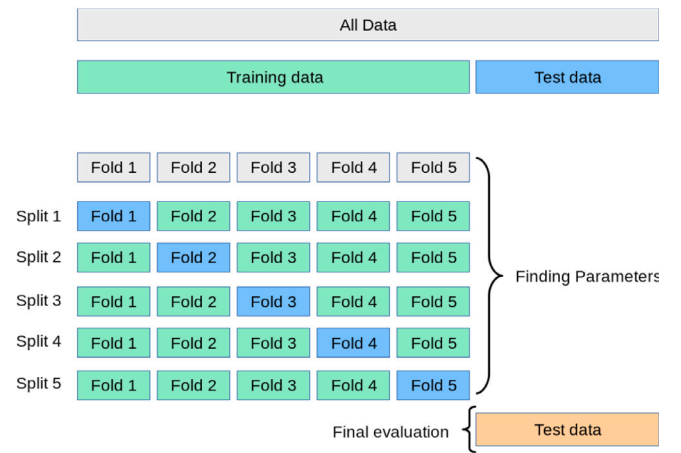 All Data
Training data Test data
Fold 1 Fold 2 Fold 3 Fold 4 Fold 5
Split 1 Fold 1 Fold 2 Fold 3 Fold 4 Fold 5
Split 2 Fold 1 Fold 2 Fold 3 Fold 4 Fold 5
Finding Parameters
Split 3 Fold 1 Fold 2 Fold 3 Fold 4 Fold 5
Split 4 Fold 1 Fold 2 Fold 3 Fold 4 Fold 5
Split 5 Fold 1 Fold 2 Fold 3 Fold 4 Fold 5
Final evaluation Test data